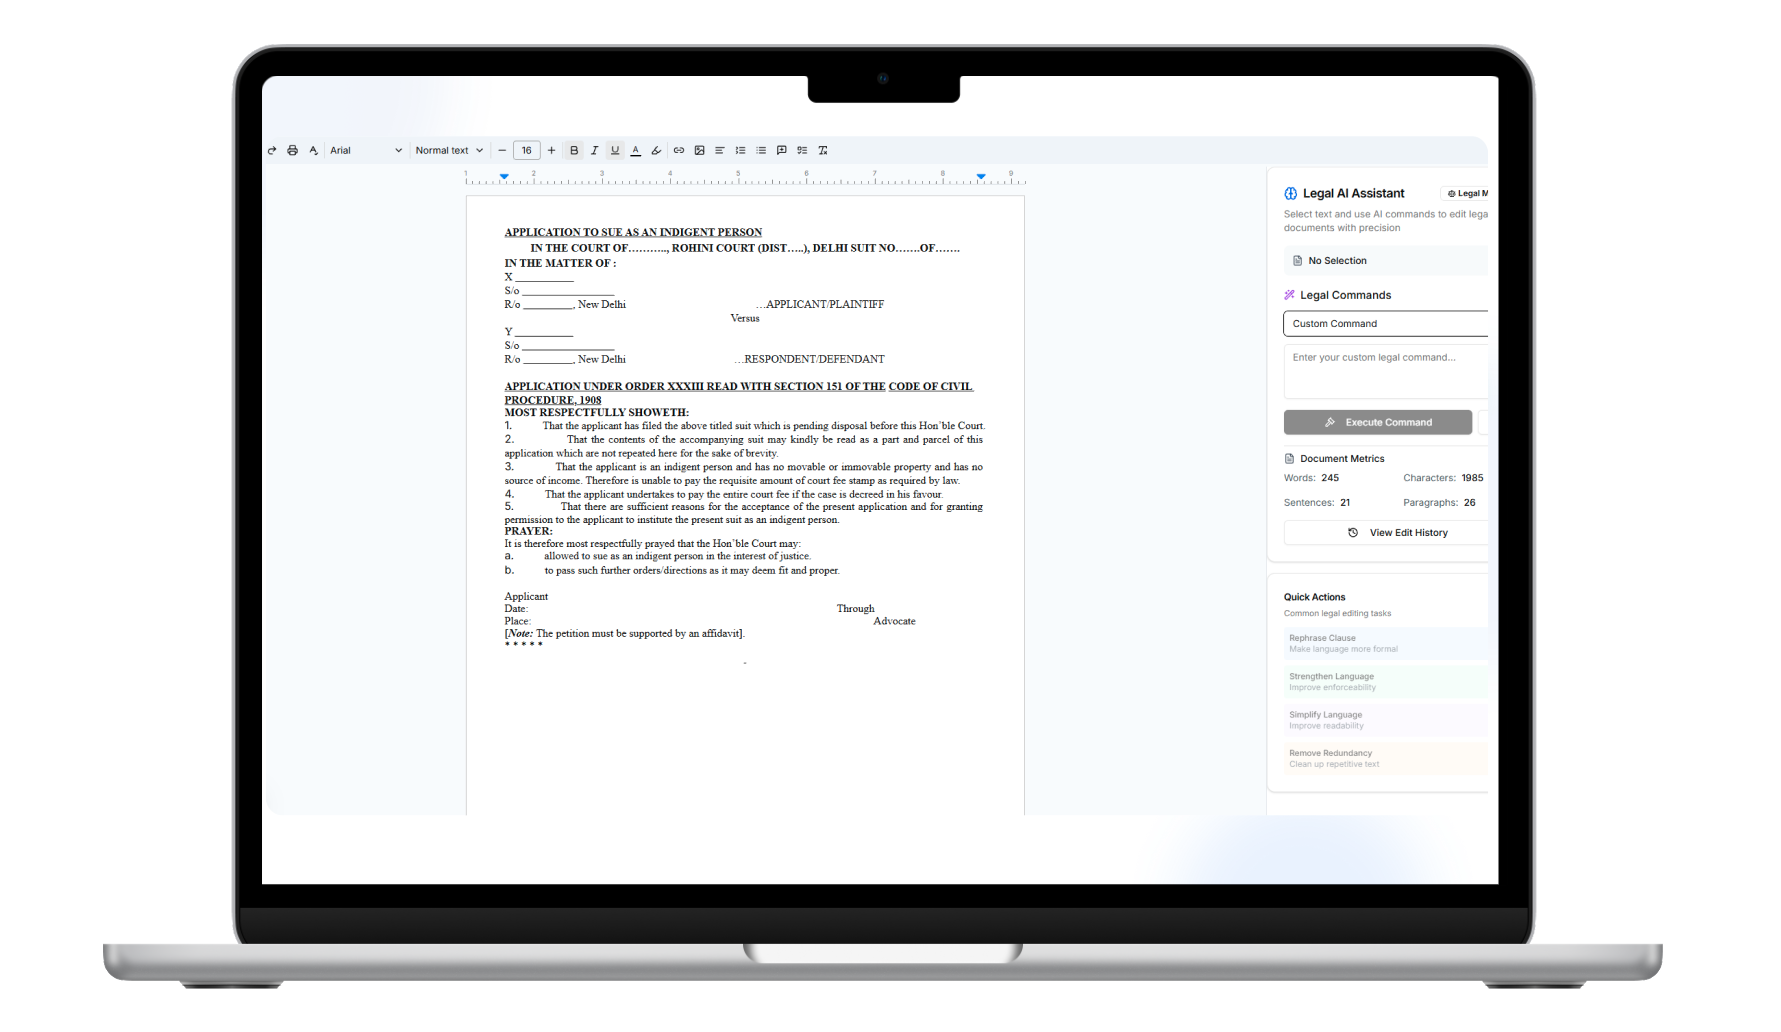 Arial
Normal text
16
B I U A
1 2 3 4 5 6 7 8 9
APPLICATION TO SUE AS AN INDIGENT PERSON
IN THE COURT OF……….., ROHINI COURT (DIST…..), DELHI SUIT NO…….OF…….
IN THE MATTER OF :
X ___________
S/o _________________
R/o _________, New Delhi …APPLICANT/PLAINTIFF
Versus
Y ___________
S/o _________________
R/o _________, New Delhi …RESPONDENT/DEFENDANT
APPLICATION UNDER ORDER XXXIII READ WITH SECTION 151 OF THE CODE OF CIVIL
PROCEDURE, 1908
MOST RESPECTFULLY SHOWETH:
1. That the applicant has filed the above titled suit which is pending disposal before this Hon’ble Court.
2. That the contents of the accompanying suit may kindly be read as a part and parcel of this
application which are not repeated here for the sake of brevity.
3. That the applicant is an indigent person and has no movable or immovable property and has no
source of income. Therefore is unable to pay the requisite amount of court fee stamp as required by law.
4. That the applicant undertakes to pay the entire court fee if the case is decreed in his favour.
5. That there are sufficient reasons for the acceptance of the present application and for granting
permission to the applicant to institute the present suit as an indigent person.
PRAYER:
It is therefore most respectfully prayed that the Hon’ble Court may:
a. allowed to sue as an indigent person in the interest of justice.
b. to pass such further orders/directions as it may deem fit and proper.
Applicant
Date: Through
Place: Advocate
[Note: The petition must be supported by an affidavit].
* * * * *
Legal AI Assistant
Legal M
Select text and use AI commands to edit lega
documents with precision
No Selection
Legal Commands
Custom Command
Enter your custom legal command...
Execute Command
Document Metrics
Words: 245 Characters: 1985
Sentences: 21 Paragraphs: 26
View Edit History
Quick Actions
Common legal editing tasks
Rephrase Clause
Make language more formal
Strengthen Language
Improve enforceability
Simplify Language
Improve readability
Remove Redundancy
Clean up repetitive text